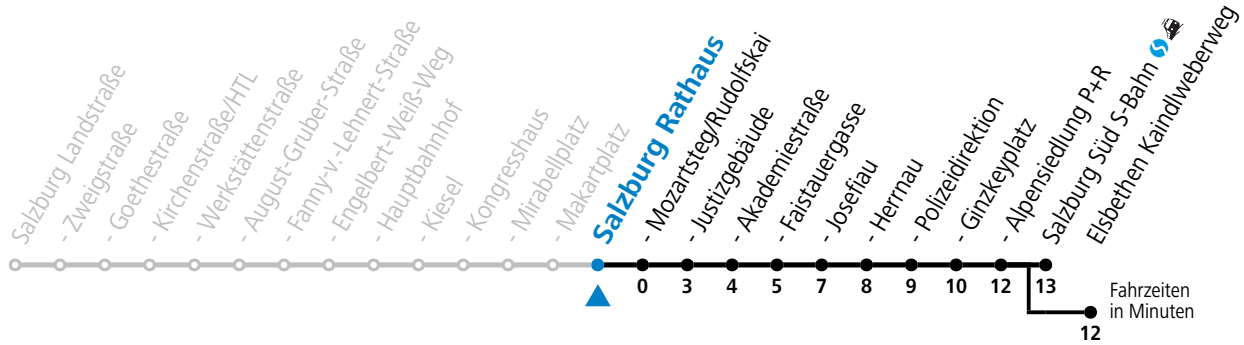 Salzburg Landstraße
- Zweigstraße
- Goethestraße
- Kirchenstraße/HTL
- Werkstättenstraße
- August-Gruber-Straße
- Fanny-v.-Lehnert-Straße
- Engelbert-Weiß-Weg
- Hauptbahnhof
- Kiesel
- Kongresshaus
- Mirabellplatz
- Makartplatz
Salzburg Rathaus
- Mozartsteg/Rudolfskai
- Justizgebäude
- Akademiestraße
- Faistauergasse
- Josefiau
- Herrnau
- Polizeidirektion
- Ginzkeyplatz
- Alpensiedlung P+R
Salzburg Süd S-Bahn
Elsbethen Kaindlweberweg
0 3 4 5 7 8 9 10 12 13
Fahrzeiten
in Minuten
12